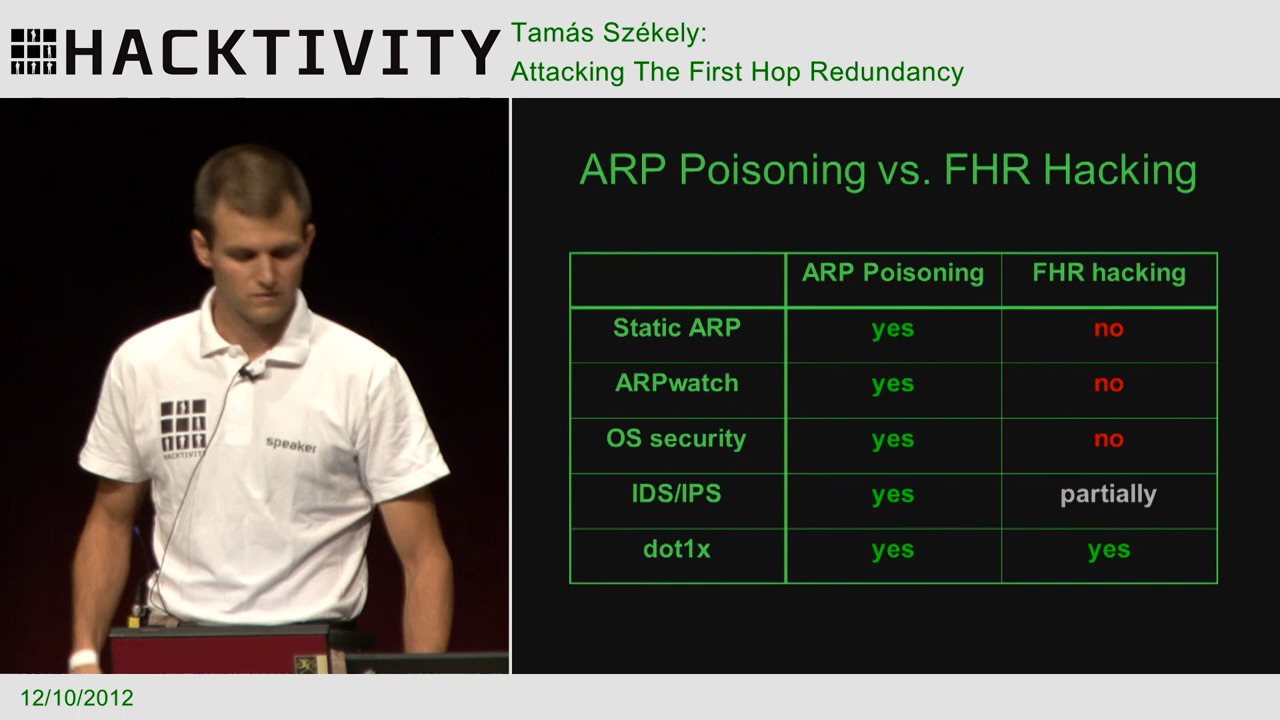 HACKTIVITY
Tamás Székely:
Attacking The First Hop Redundancy
ARP Poisoning vs. FHR Hacking
ARP Poisoning FHR hacking
Static ARP yes no
ARPwatch yes no
OS security yes no
IDS/IPS yes partially
dot1x yes yes
HACKTIVITY
speaker
12/10/2012